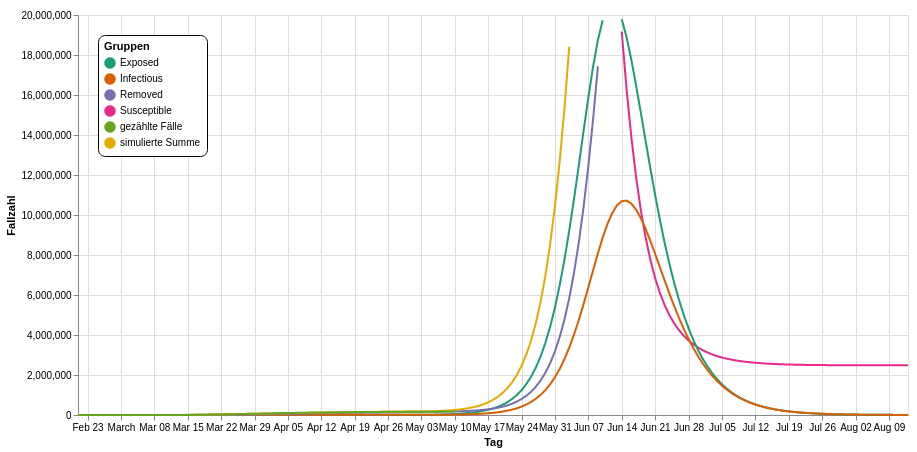 20,000,000
18,000,000
16,000,000
14,000,000
12,000,000
10,000,000
8,000,000
6,000,000
4,000,000
2,000,000
0
Fallzahl
Gruppen
Exposed
Infectious
Removed
Susceptible
gezählte Fälle
simulierte Summe
Feb 23 March Mar 08 Mar 15 Mar 22 Mar 29 Apr 05 Apr 12 Apr 19 Apr 26 May 03 May 10 May 17 May 24 May 31 Jun 07 Jun 14 Jun 21 Jun 28 Jul 05 Jul 12 Jul 19 Jul 26 Aug 02 Aug 09
Tag